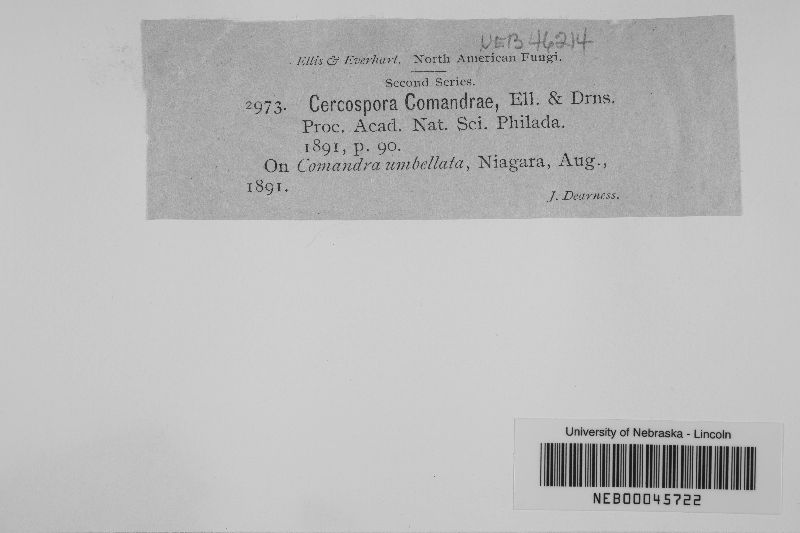 NEB 46214
Ellis & Everhart. North American Fungi.
Second Series.
2973. Cercospora Comandrae, Ell. & Drns.
Proc. Acad. Nat. Sci. Philada.
1891, p. 90.
On Comandra umbellata, Niagara, Aug.,
1891.
J. Dearness.
University of Nebraska - Lincoln
NEB00045722